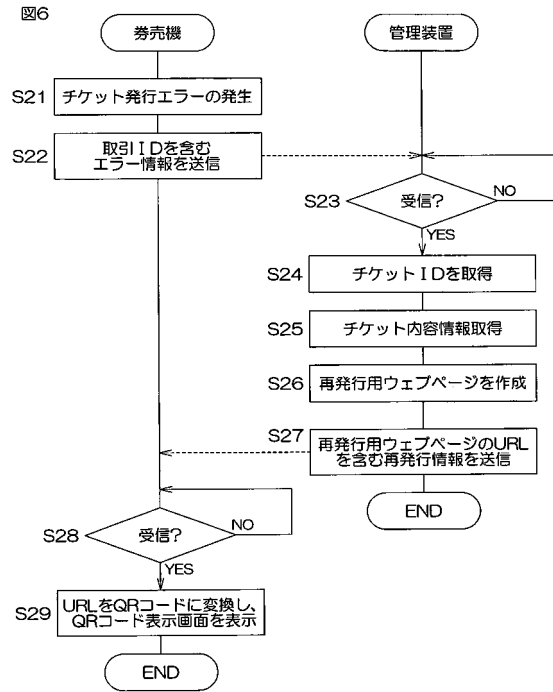 図6
券売機
管理装置
S21
チケット発行エラーの発生
S22
取引IDを含む
エラー情報を送信
S23
受信?
NO
YES
S24
チケットIDを取得
S25
チケット内容情報取得
S26
再発行用ウェブページを作成
S27
再発行用ウェブページのURL
を含む再発行情報を送信
END
S28
受信?
NO
YES
S29
URLをQRコードに変換し、
QRコード表示画面を表示
END